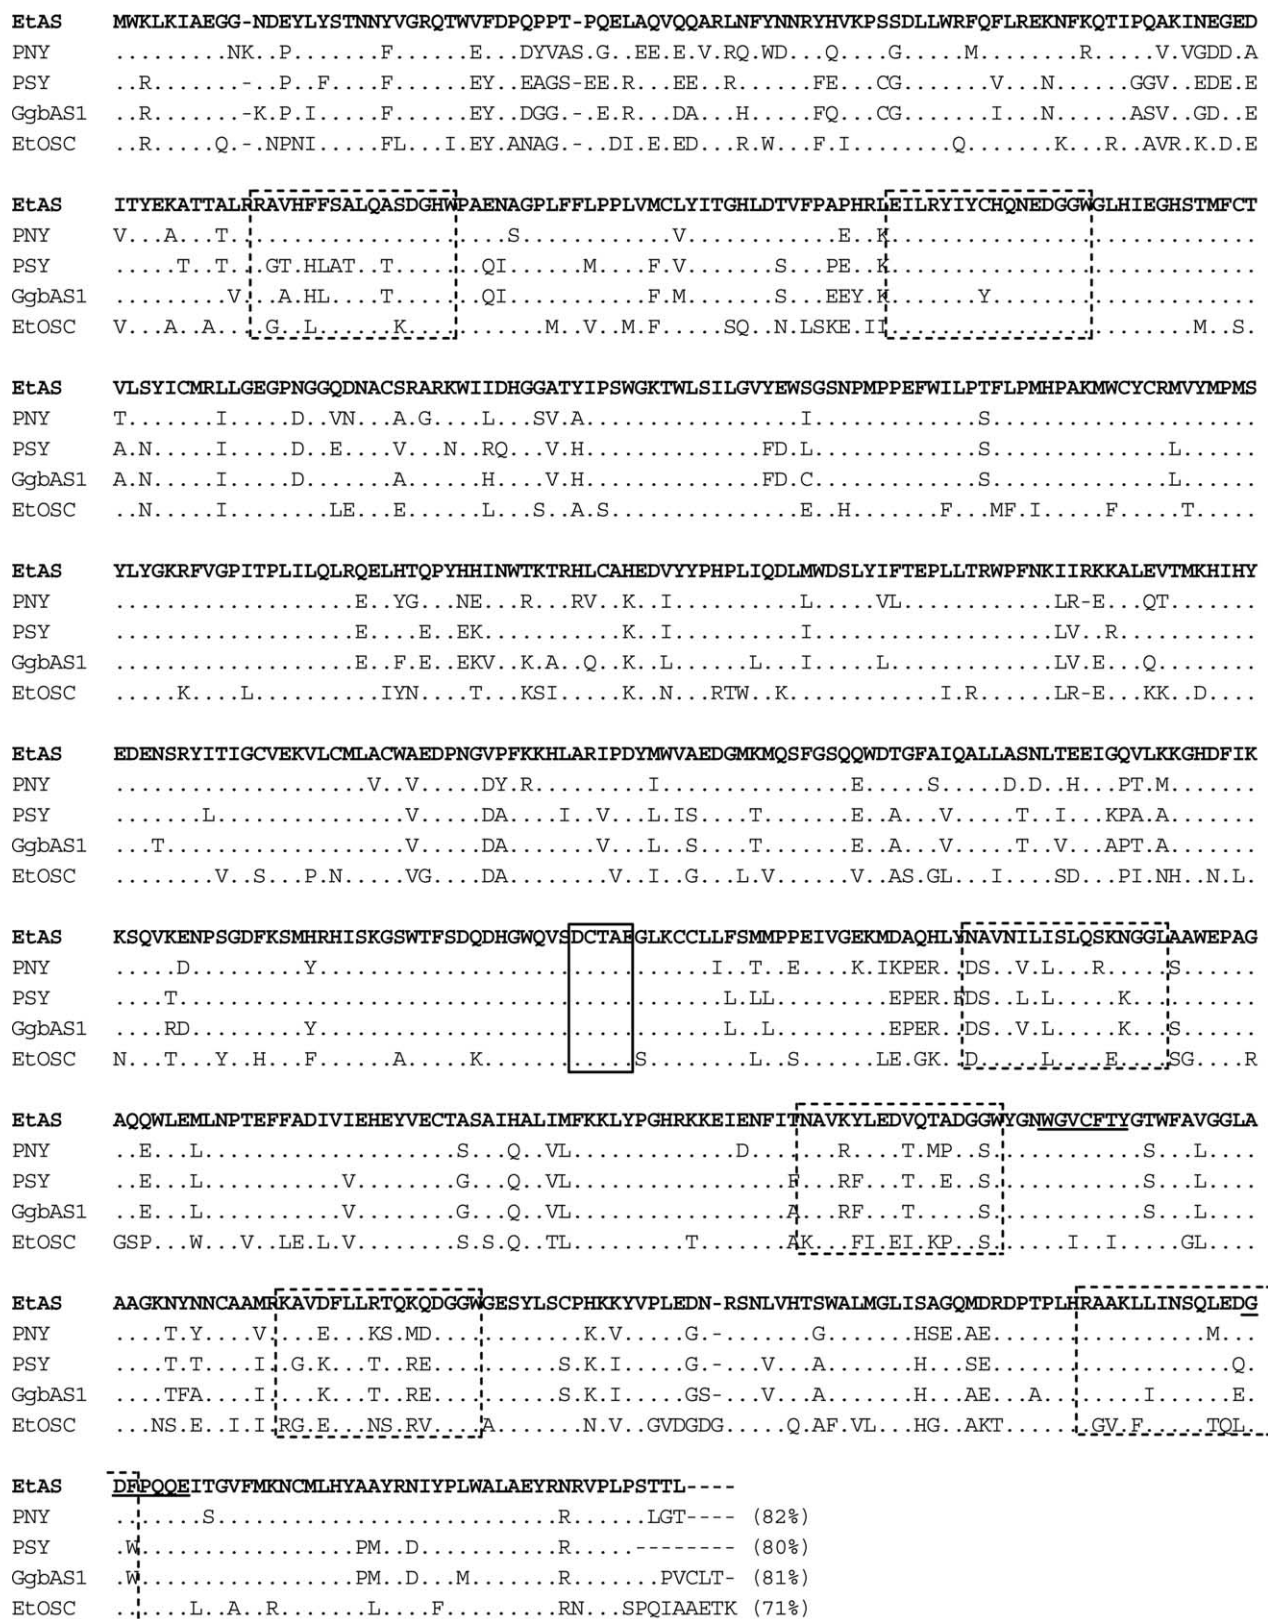 EtAS MWKLKIAEGG-NDEYLYSTNNYVGRQTWVFDPQPPT-PQELAQVQQARLNFYNNRYHVKPSSDLLWRFQFLREKNFKQTIPQAKINEGED
PNY .........NK..P.......F......E...DYVAS.G..EE.E.V.RQ.WD...Q....G.....M........R.....V.VGDD.A
PSY ..R.......-..P..F....F......EY..EAGS-EE.R...EE..R......FE...CG.......V...N......GGV..EDE.E
GgbAS1 ..R........-K.P.I.....F......EY..DGG.-.E.R...DA...H......FQ...CG.......I...N......ASV..GD..E
EtOSC ..R.....Q.-.NPNI.....FL...I.EY.ANAG.-..DI.E.ED...R.W...F.I........Q.......K...R..AVR.K.D.E
EtAS ITYEKATTALRRAVHFFSALQASDGHWPAENAGPLFFLPPLVMCLYITGHLDTVFPAPHRLEILRYIYCHQNEDGGWGLHIEGHSTMFCT
PNY V...A...T......................S............V............E..K.............................
PSY .....T..T...GT.HLAT..T.......QI......M....F.V.......S...PE..K.............................
GgbAS1 .........V...A.HL....T.......QI...........F.M.......S...EEY.K.......Y.....................
EtOSC V...A..A....G..L......K...........M..V..M.F......SQ..N.LSKE.II........................M..S.
EtAS VLSYICMRLLGEGPNGGQDNACSRARKWIIDHGGATYIPSWGKTWLSILGVYEWSGSNPMPPEFWILPTFLPMHPAKMWCYCRMVYMPMS
PNY T.......I.....D..VN...A.G....L...SV.A.................I.............S.....................
PSY A.N.....I.....D..E....V...N..RQ...V.H..............FD.L.............S..............L......
GgbAS1 A.N.....I.....D.......A......H....V.H..............FD.C.............S..............L......
EtOSC ..N.....I........LE...E......L...S..A.S...............E..H.......F...MF.I.....F.....T.....
EtAS YLYGKRFVGPITPLILQLRQELHTQPYHHINWTKTRHLCAHEDVYYPHPLIQDLMWDSLYIFTEPLLTRWPFNKIIRKKALEVTMKHIHY
PNY ...................E..YG...NE...R...RV..K..I..........L.....VL............LR-E...QT.......
PSY ...................E....E..EK...........K..I..........I...................LV..R...........
GgbAS1 ...................E..F.E..EKV..K.A..Q..K..L......L...I.....L.............LV.E...Q........
EtOSC .....K....L..........IYN....T...KSI.....K..N...RTW..K............I.R......LR-E...KK..D....
EtAS EDENSRYITIGCVEKVLCMLACWAEDPNGVPFKKHLARIPDYMWVAEDGMKMQSFGSQQWDTGFAIQALLASNLTEEIGQVLKKGHDFIK
PNY ....................V..V.....DY.R.........I...............E.....S.....D.D..H...PT.M.......
PSY .......L...............V.....DA....I..V...L.IS....T.......E..A...V.....T..I...KPA.A.......
GgbAS1 ...T...................V.....DA.......V...L..S....T.......E..A...V.....T..V...APT.A.......
EtOSC ........V..S...P.N.....VG....DA........V..I..G...L.V......V..AS.GL...I....SD...PI.NH..N.L.
EtAS KSQVKENPSGDFKSMHRHISKGSWTFSDQDHGWQVSDCTAEGLKCCLLFSMMPPEIVGEKMDAQHLYNAVNILISLQSKNGGLAAWEPAG
PNY .....D.........Y...............................I..T..E....K.IKPER..DS..V.L...R.....S......
PSY ....T...........................................L.LL.........EPER.FDS..L.L.....K..........
GgbAS1 ....RD.........Y................................L..L.........EPER..DS..V.L.....K...S......
EtOSC N...T...Y..H...F......A.....K............S........L..S......LE.GK..D.....L....E....SG....R
EtAS AQQWLEMLNPTEFFADIVIEHEYVECTASAIHALIMFKKLYPGHRKKEIENFITNAVKYLEDVQTADGGWYGNWGVCFTYGTWFAVGGLA
PNY ..E...L....................S...Q..VL..............D.......R....T.MP..S............S...L...
PSY ..E...L...........V........G...Q..VL..................F...RF...T..E..S............S...L...
GgbAS1 ..E...L...........V........G...Q..VL..................A...RF...T.....S............S...L...
EtOSC GSP...W...V..LE.L.V........S.S.Q..TL.........T.......AK...FI.EI.KP..S......I..I.....GL....
EtAS AAGKNYNNCAAMRKAVDFLLRTQKQDGGWGESYLSCPHKKYVPLEDN-RSNLVHTSWALMGLISAGQMDRDPTPLHRAAKLLINSQLEDG
PNY ....T.Y....V....E...KS.MD............K.V.....G.-.......G.......HSE.AE..................M...
PSY ....T.T....I..G.K...T..RE..........S.K.I.....G.-...V...A.......H...SE....................Q.
GgbAS1 ....TFA....I....K...T..RE..........S.K.I.....GS-...V...A.......H...AE....A........I......E.
EtOSC ...NS.E..I.I.RG.E...NS.RV.....A.......N.V..GVDGDG.....Q.AF.VL...HG..AKT.......GV.F.....TQL.
EtAS DFPQQEITGVFMKNCMLHYAAYRNIYPLWALAEYRNRVPLPSTTL----
PNY .......S...........................R......LGT---- (82%)
PSY .W.................PM..D...........R.....-------- (80%)
GgbAS1 .W.................PM..D...M.......R.......PVCLT- (81%)
EtOSC ......L..A..R.......L....F.........RN...SPQIAAETK (71%)